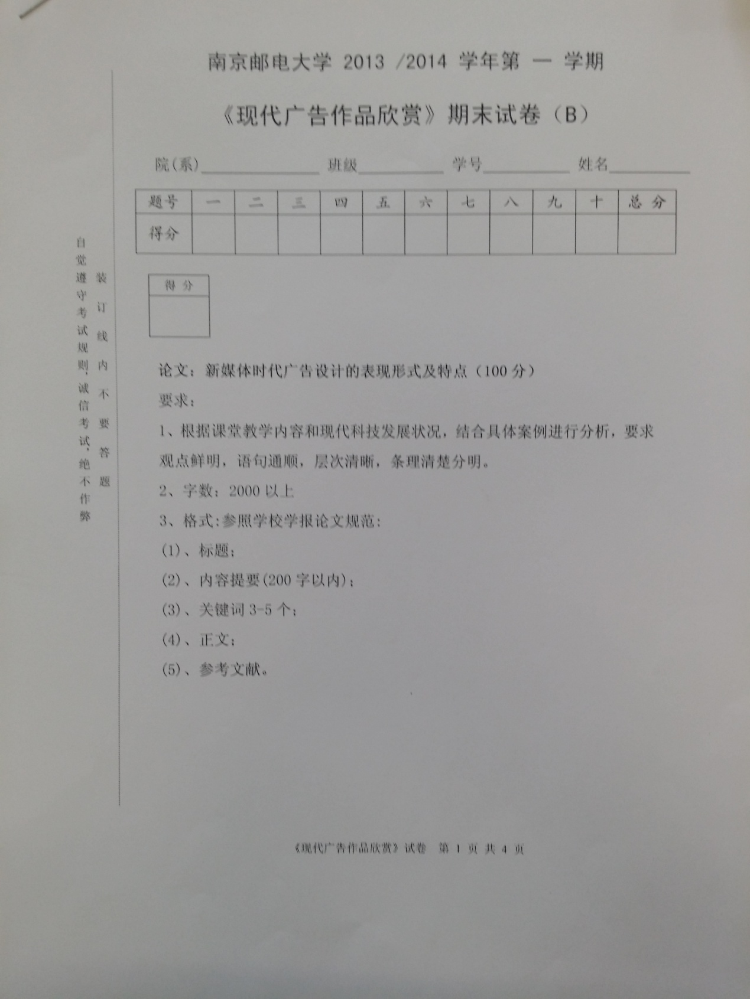 南京邮电大学 2013 /2014 学年第 一 学期
《现代广告作品欣赏》期末试卷（B）
院(系) 班级 学号 姓名
题号 一 二 三 四 五 六 七 八 九 十 总 分
得分
自觉遵守考试规则，诚信考试，绝不作弊
装订线内不要答题
得 分
论文：新媒体时代广告设计的表现形式及特点（100 分）
要求：
1、根据课堂教学内容和现代科技发展状况，结合具体案例进行分析，要求
观点鲜明，语句通顺，层次清晰，条理清楚分明。
2、字数：2000 以上
3、格式:参照学校学报论文规范:
(1)、标题；
(2)、内容提要(200 字以内)；
(3)、关键词 3-5 个；
(4)、正文；
(5)、参考文献。
《现代广告作品欣赏》试卷 第 1 页 共 4 页